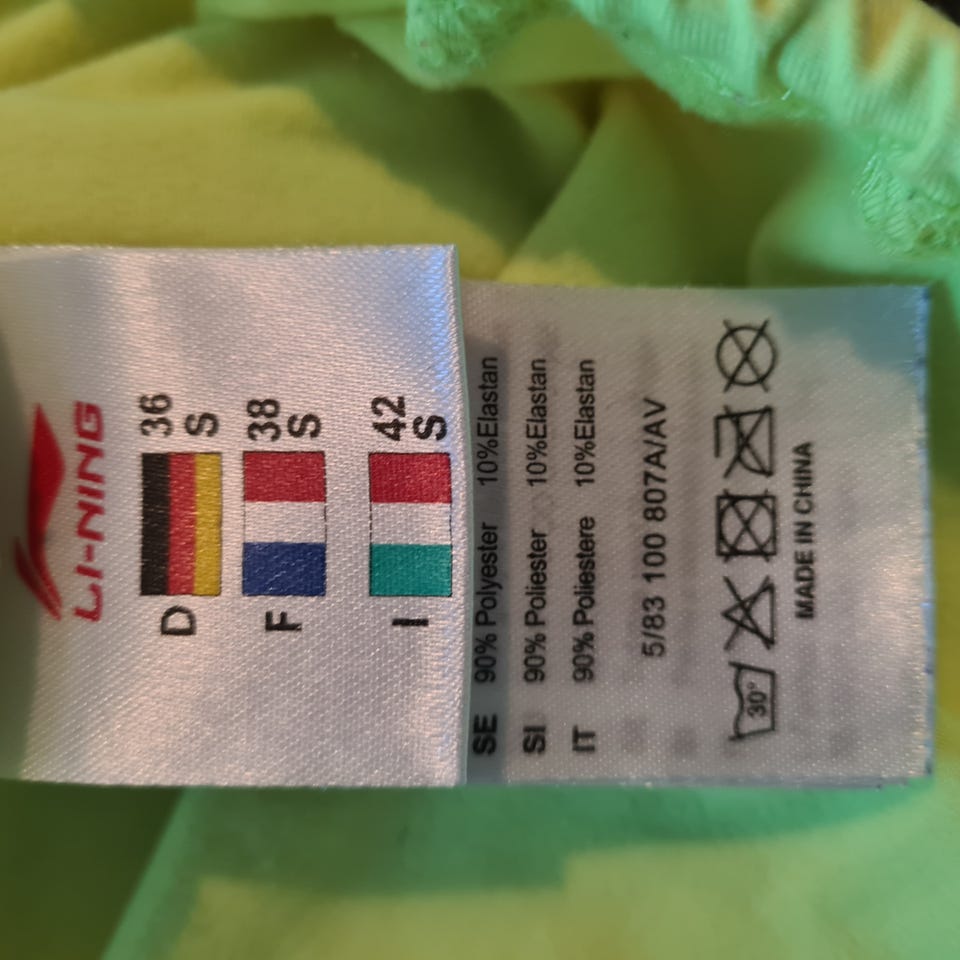 LI-NING
D 36
S
F 38
S
I 42
S
SE 90% Polyester 10%Elastan
SI 90% Poliester 10%Elastan
IT 90% Poliestere 10%Elastan
5/83 100 807A/AV
30°
MADE IN CHINA